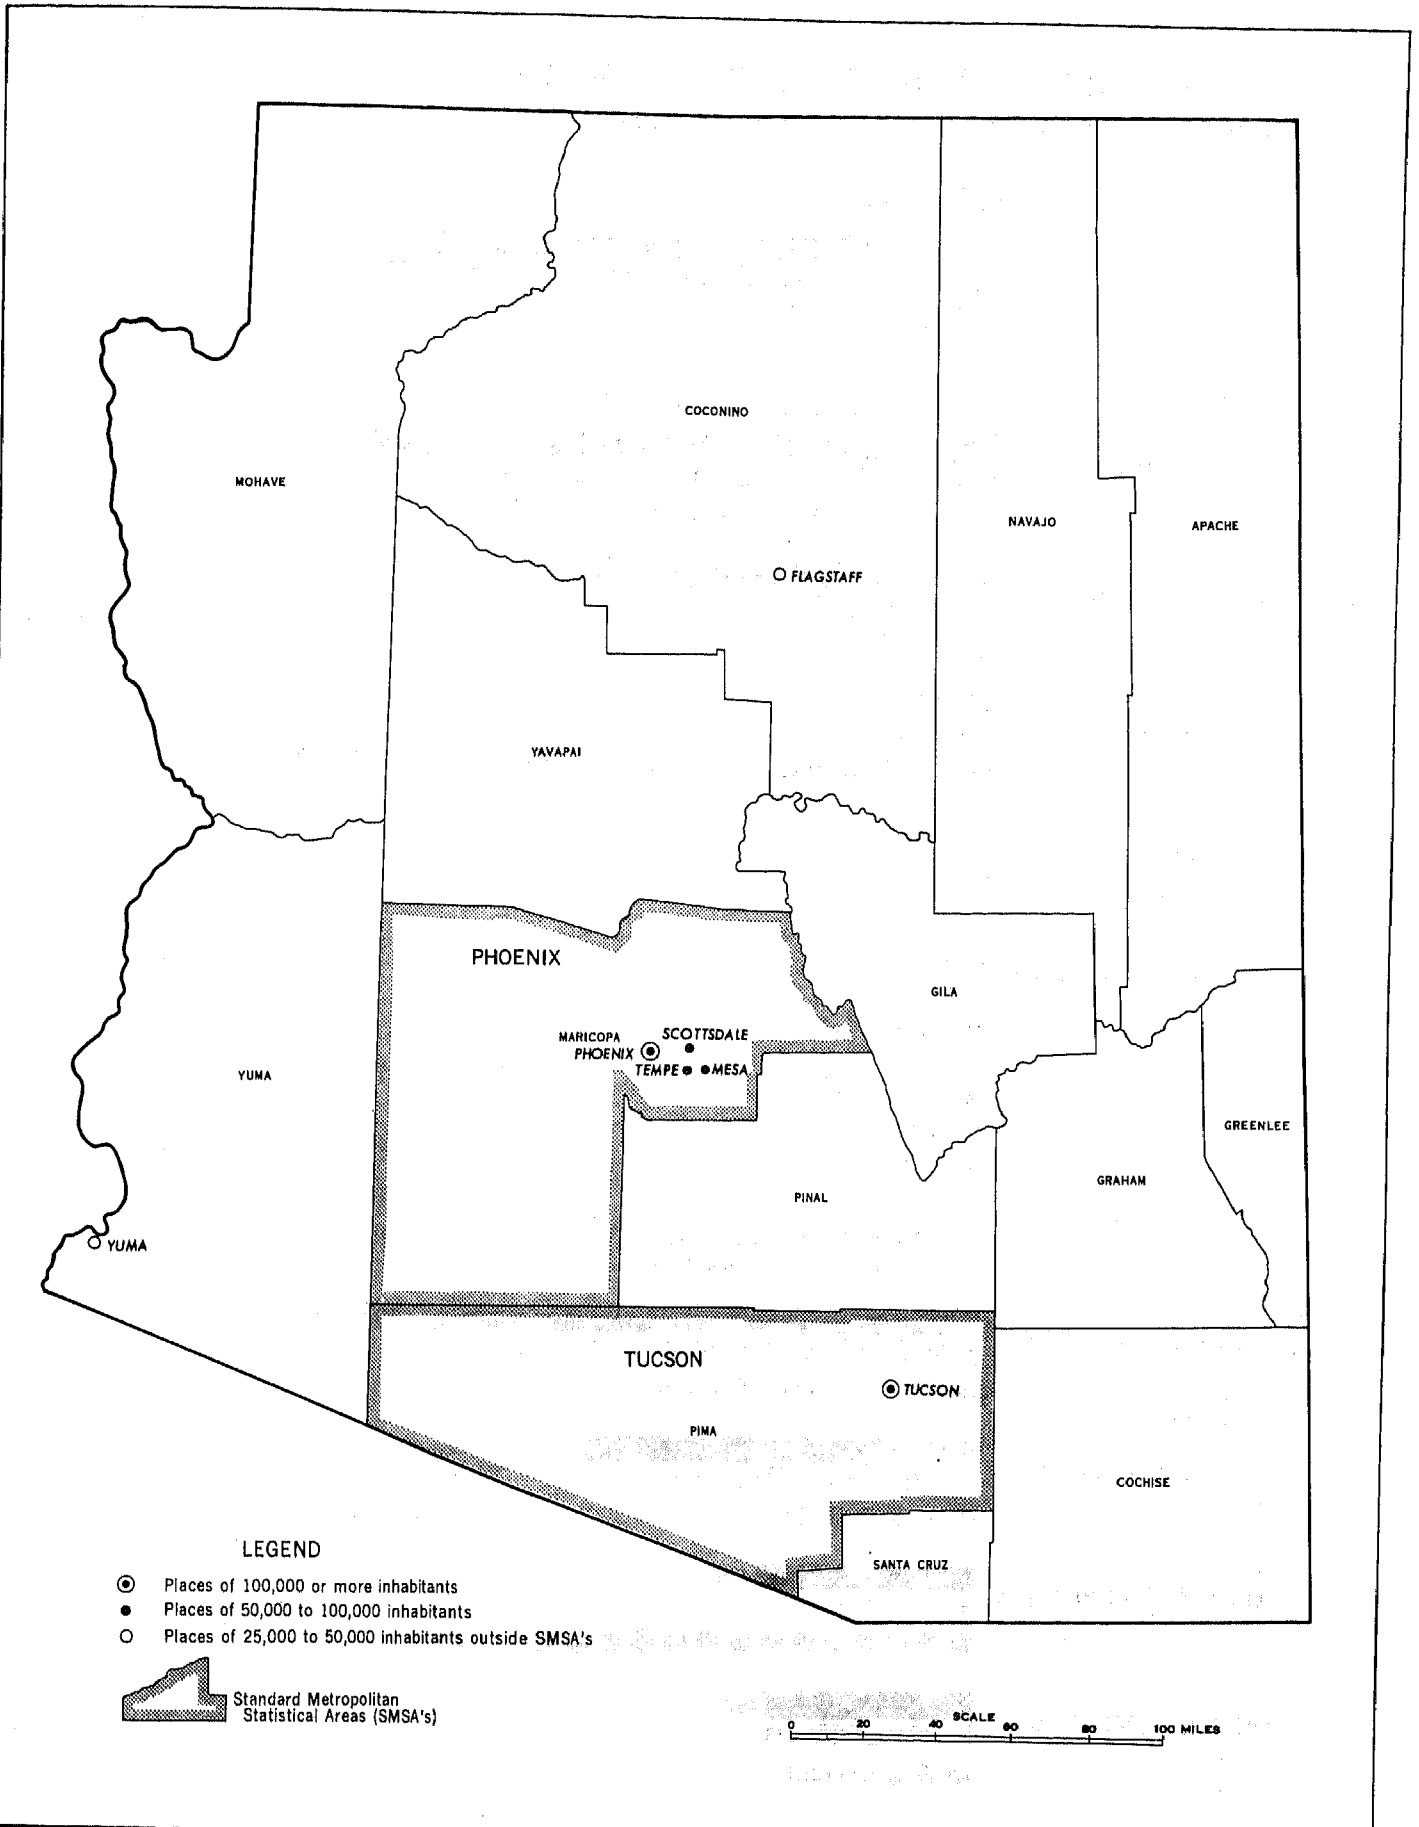 COCONINO
MOHAVE
NAVAJO
APACHE
FLAGSTAFF
YAVAPAI
PHOENIX
GILA
MARICOPA
SCOTTSDALE
PHOENIX
TEMPE
MESA
YUMA
GREENLEE
GRAHAM
PINAL
YUMA
TUCSON
TUCSON
PIMA
COCHISE
SANTA CRUZ
LEGEND
Places of 100,000 or more inhabitants
Places of 50,000 to 100,000 inhabitants
Places of 25,000 to 50,000 inhabitants outside SMSA's
Standard Metropolitan
Statistical Areas (SMSA's)
SCALE
0 20 40 60 80 100 MILES